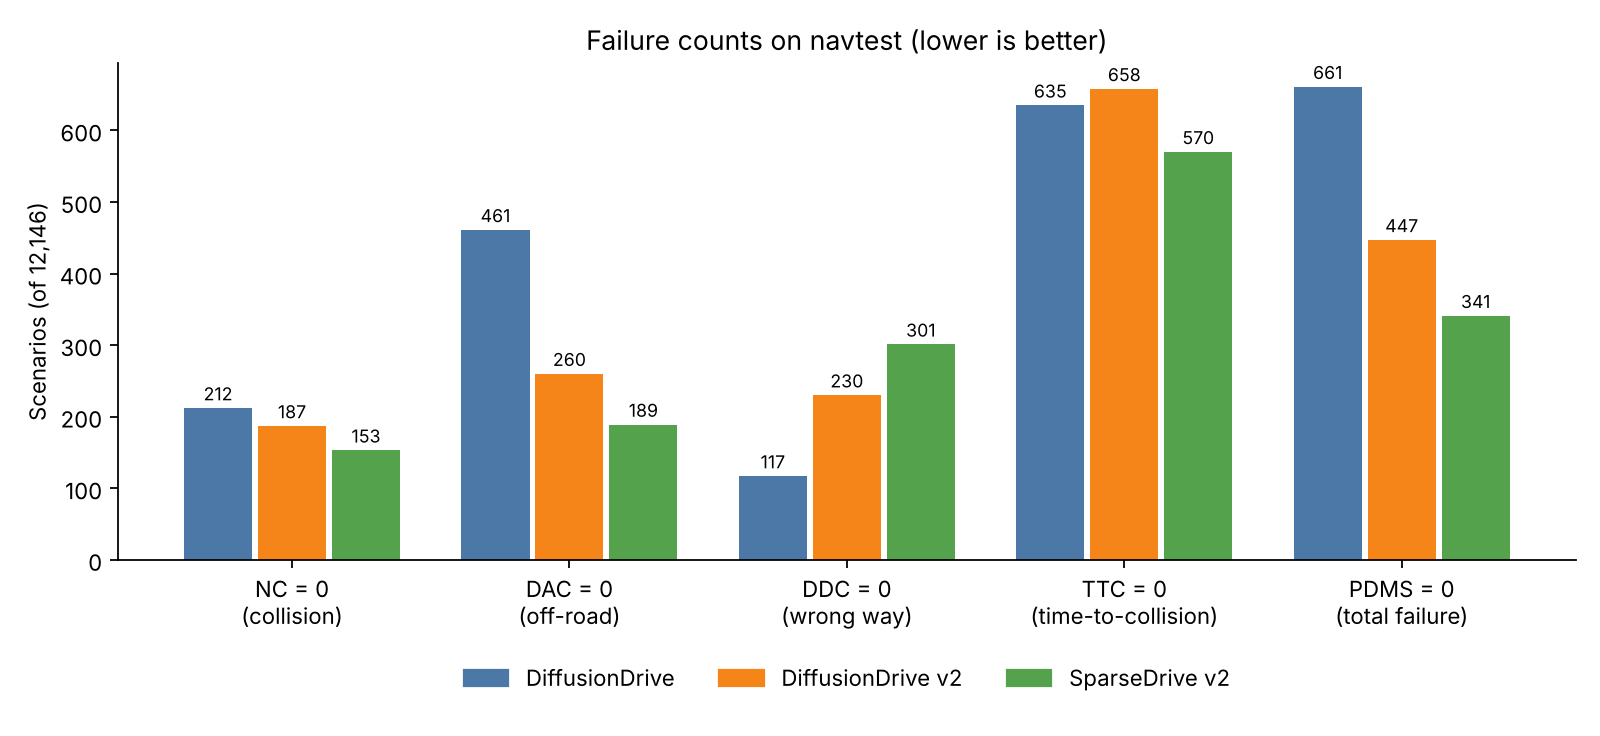 Failure counts on navtest (lower is better)
Scenarios (of 12,146)
600
500
400
300
200
100
0
212
187
153
461
260
189
117
230
301
635
658
570
661
447
341
NC = 0
(collision)
DAC = 0
(off-road)
DDC = 0
(wrong way)
TTC = 0
(time-to-collision)
PDMS = 0
(total failure)
DiffusionDrive
DiffusionDrive v2
SparseDrive v2